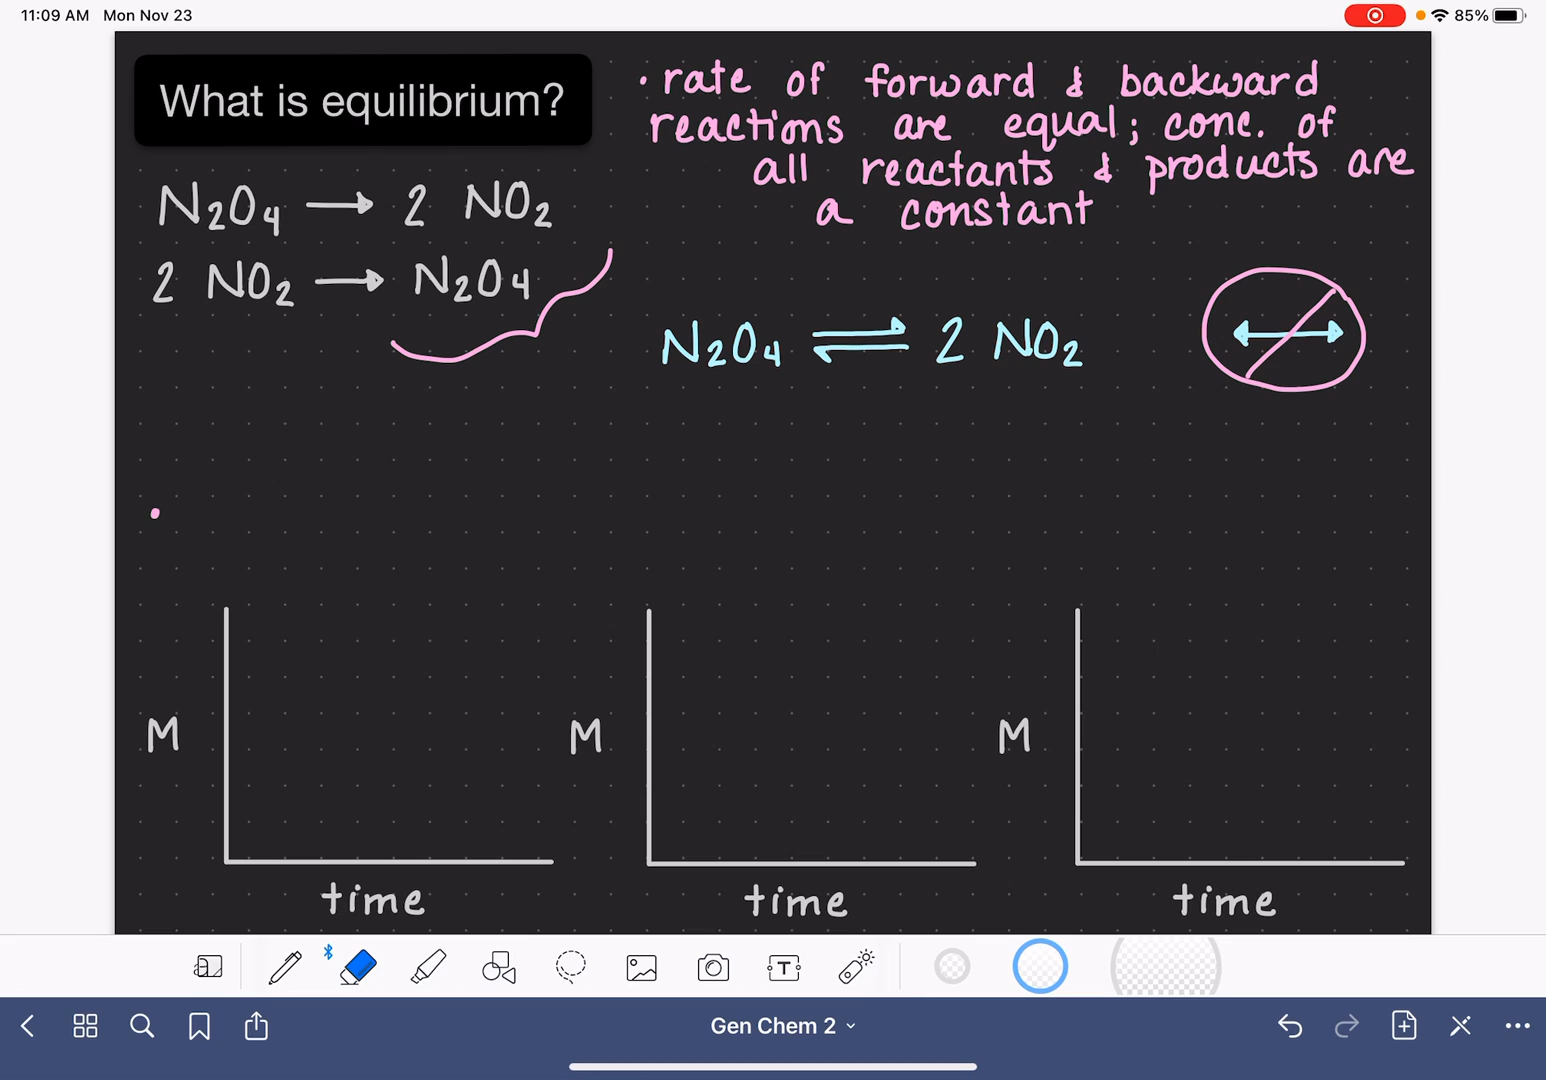 11:09 AM Mon Nov 23
85%
What is equilibrium?
• rate of forward & backward
reactions are equal; conc. of
all reactants & products are
a constant
N₂O₄ → 2 NO₂
2 NO₂ → N₂O₄
N₂O₄ ⇌ 2 NO₂
M
M
M
time
time
time
T
Gen Chem 2